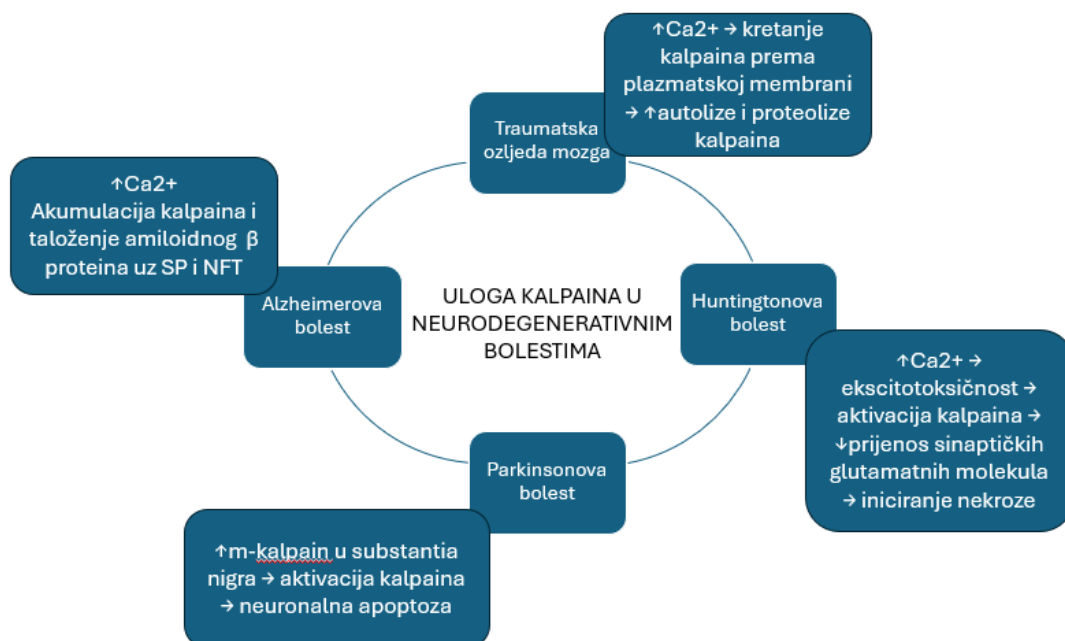 ↑Ca2+ → kretanje
kalpaina prema
plazmatskoj membrani
→ ↑autolize i proteolize
kalpaina
Traumatska
ozljeda mozga
↑Ca2+
Akumulacija kalpaina i
taloženje amiloidnog β
proteina uz SP i NFT
Alzheimerova
bolest
ULOGA KALPAINA U
NEURODEGENERATIVNIM
BOLESTIMA
Huntingtonova
bolest
↑Ca2+ →
ekscitotoksičnost →
aktivacija kalpaina →
↓prijenos sinaptičkih
glutamatnih molekula
→ iniciranje nekroze
Parkinsonova
bolest
↑m-kalpain u substantia
nigra → aktivacija kalpaina
→ neuronalna apoptoza